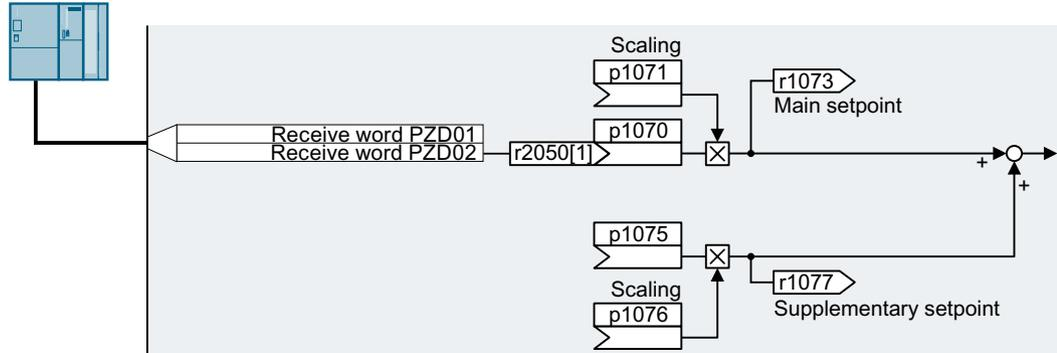 Scaling
p1071
r1073
Main setpoint
Receive word PZD01
Receive word PZD02
r2050[1]
p1070
+
+
p1075
r1077
Supplementary setpoint
Scaling
p1076